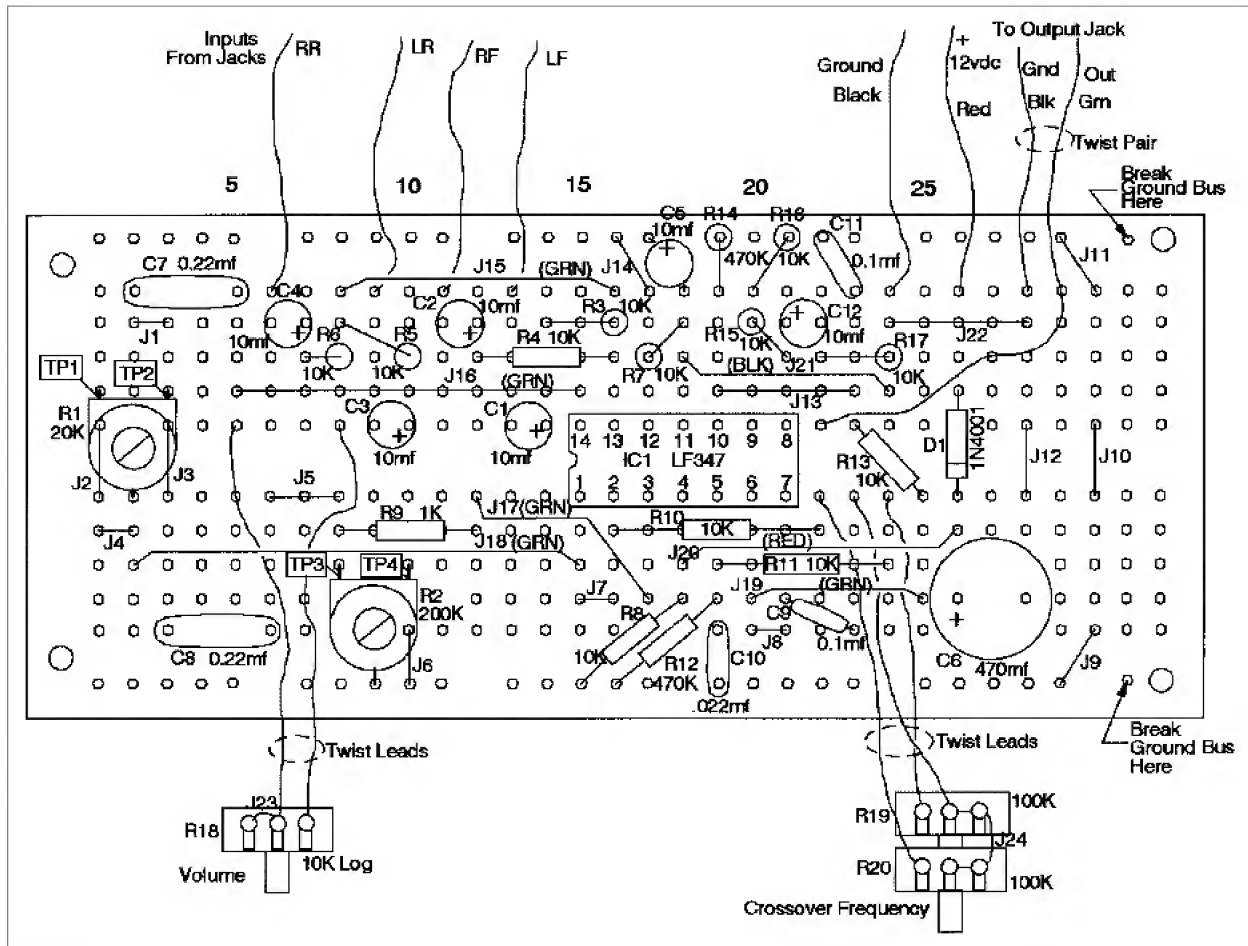 Inputs
From Jacks
RR
LR
RF
LF
To Output Jack
Ground
Black
+
12vdc
Red
Gnd
Blk
Out
Grn
Twist Pair
Break
Ground Bus
Here
5
10
15
20
25
C7 0.22mf
C4
10mf
J15
(GRN)
C2
10mf
J14
C5
10mf
R14
470K
R16
10K
C11
0.1mf
J11
J1
R6
10K
R5
10K
R4 10K
R3 10K
R7 10K
R15
10K
C12
10mf
J21
(BLK)
R17
10K
J22
TP1
TP2
J16
(GRN)
J13
R1
20K
C3
10mf
C1
10mf
14 13 12 11 10 9 8
IC1 LF347
1 2 3 4 5 6 7
R13
10K
D1
1N4001
J12
J10
J2
J3
J5
R9 1K
J17(GRN)
R10
10K
J4
J18(GRN)
J20
(RED)
TP3
TP4
R11 10K
R2
200K
J7
J19
(GRN)
R8
10K
C9
0.1mf
J8
C8 0.22mf
J6
R12
470K
C10
.022mf
C6
470mf
+
J9
Twist Leads
Twist Leads
Break
Ground Bus
Here
J23
R18
10K Log
Volume
R19
100K
J24
R20
100K
Crossover Frequency